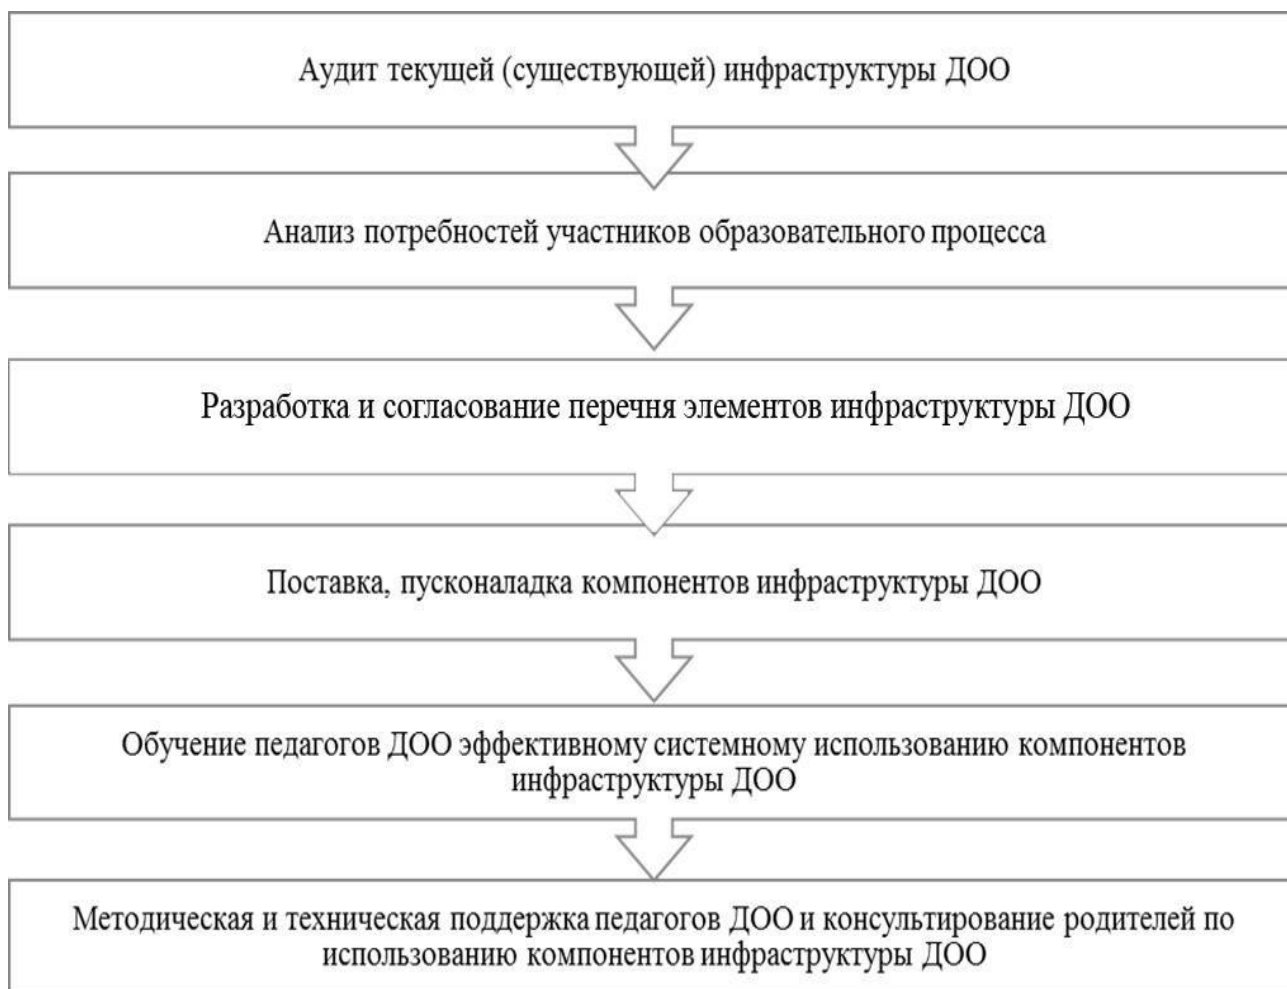 Аудит текущей (существующей) инфраструктуры ДОО
Анализ потребностей участников образовательного процесса
Разработка и согласование перечня элементов инфраструктуры ДОО
Поставка, пусконаладка компонентов инфраструктуры ДОО
Обучение педагогов ДОО эффективному системному использованию компонентов
инфраструктуры ДОО
Методическая и техническая поддержка педагогов ДОО и консультирование родителей по
использованию компонентов инфраструктуры ДОО